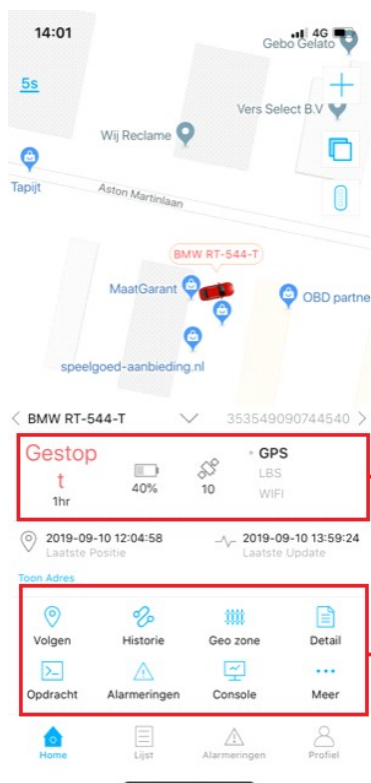 14:01
4G
Gebo Gelato
5s
Vers Select B.V
Wij Reclame
Tapijt
Aston Martinlaan
BMW RT-544-T
MaatGarant
OBD partne
speelgoed-aanbieding.nl
BMW RT-544-T 353549090744540
Gestop
t
1hr
40%
10
GPS
LBS
WIFI
2019-09-10 12:04:58 2019-09-10 13:59:24
Laatste Positie Laatste Update
Toon Adres
Volgen Historie Geo zone Detail
Opdracht Alarmeringen Console Meer
Home Lijst Alarmeringen Profiel